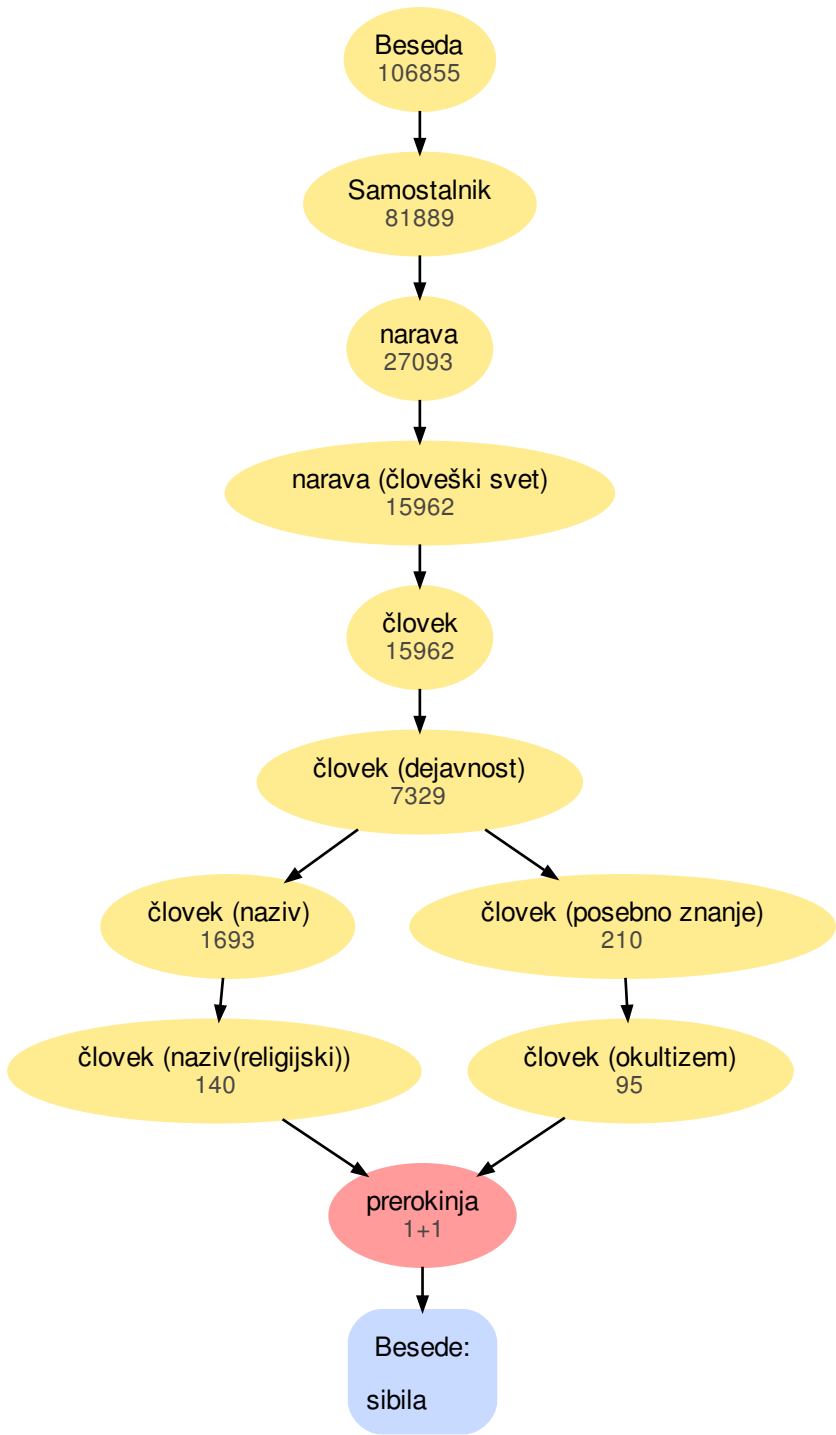 Beseda
106855
Samostalnik
81889
narava
27093
narava (človeški svet)
15962
človek
15962
človek (dejavnost)
7329
človek (naziv)
1693
človek (posebno znanje)
210
človek (naziv(religijski))
140
človek (okultizem)
95
prerokinja
1+1
Besede:
sibila